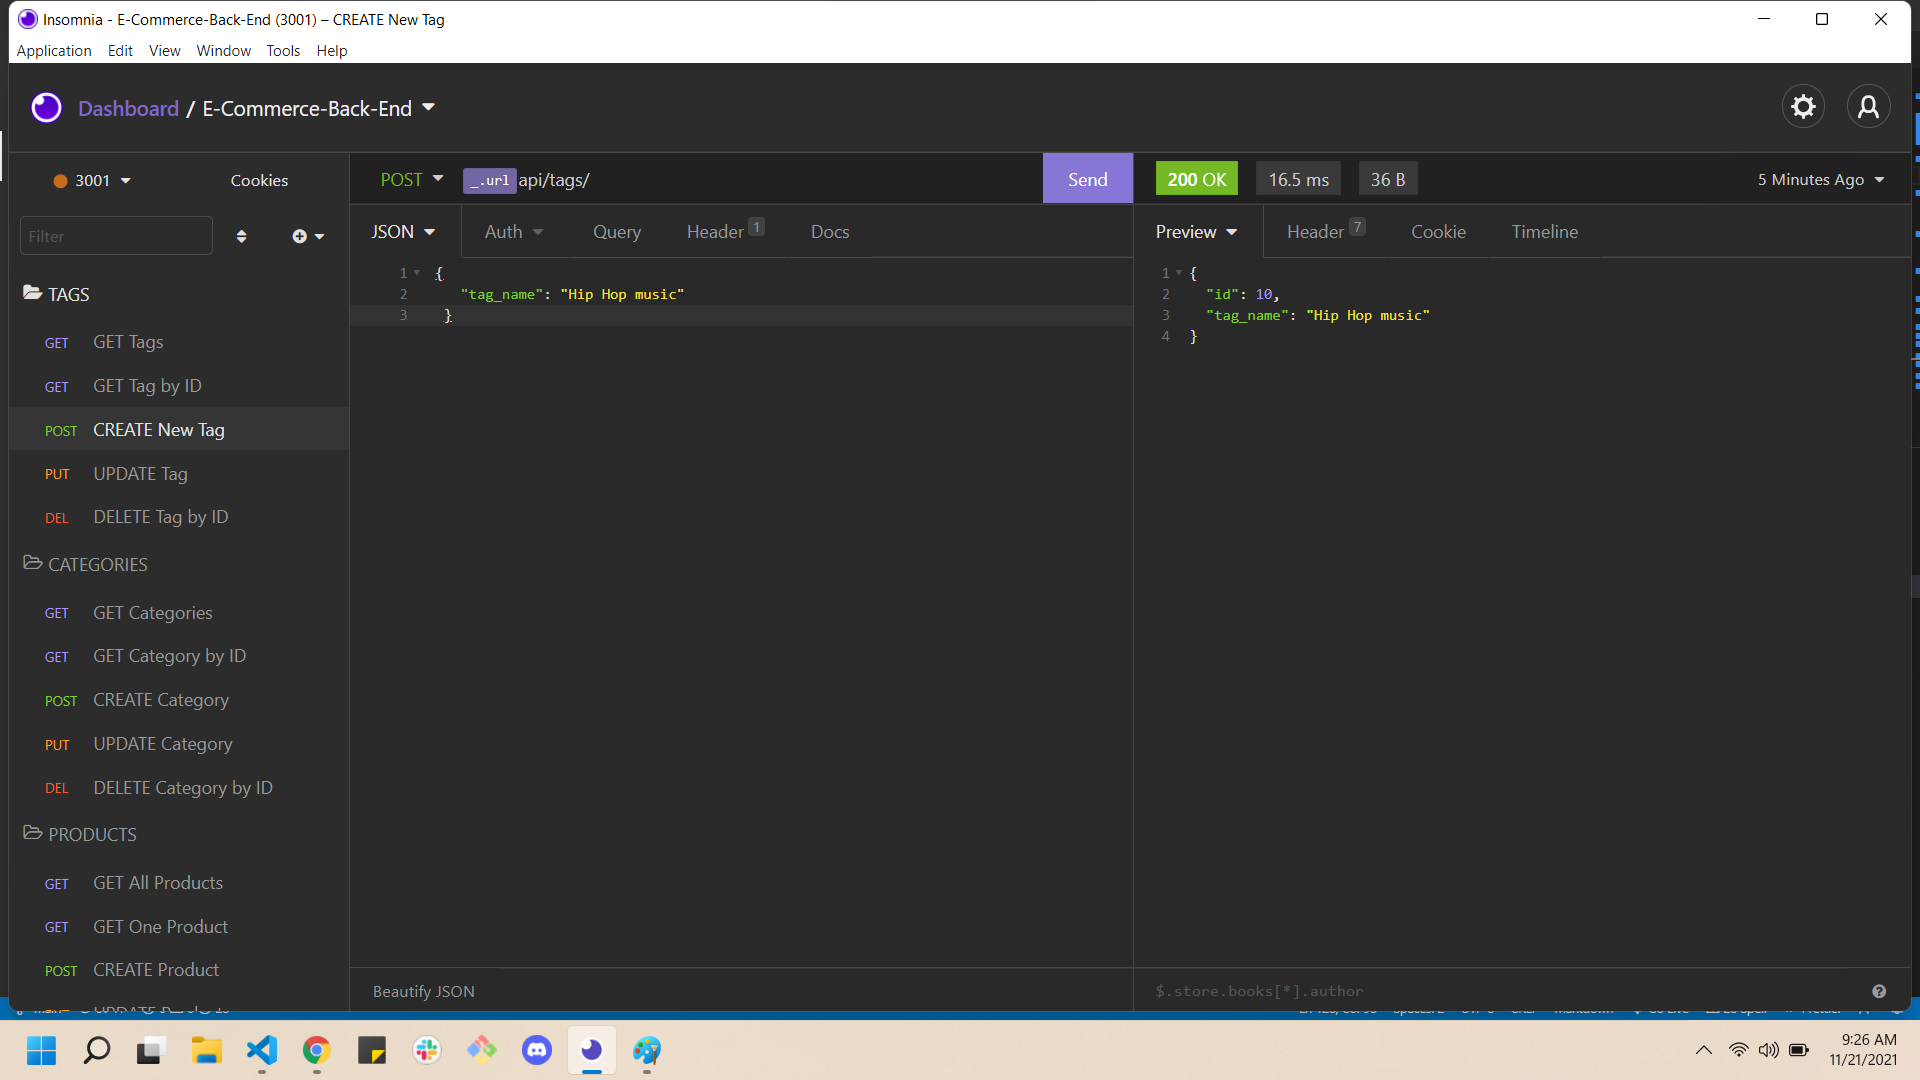 Insomnia - E-Commerce-Back-End (3001) – CREATE New Tag
Application Edit View Window Tools Help
Dashboard / E-Commerce-Back-End
3001 Cookies
Filter
TAGS
GET GET Tags
GET GET Tag by ID
POST CREATE New Tag
PUT UPDATE Tag
DEL DELETE Tag by ID
CATEGORIES
GET GET Categories
GET GET Category by ID
POST CREATE Category
PUT UPDATE Category
DEL DELETE Category by ID
PRODUCTS
GET GET All Products
GET GET One Product
POST CREATE Product
POST _.url api/tags/ Send
JSON Auth Query Header 1 Docs
1 {
2 "tag_name": "Hip Hop music"
3 }
Beautify JSON
200 OK 16.5 ms 36 B 5 Minutes Ago
Preview Header 7 Cookie Timeline
1 {
2 "id": 10,
3 "tag_name": "Hip Hop music"
4 }
$.store.books[*].author
9:26 AM
11/21/2021